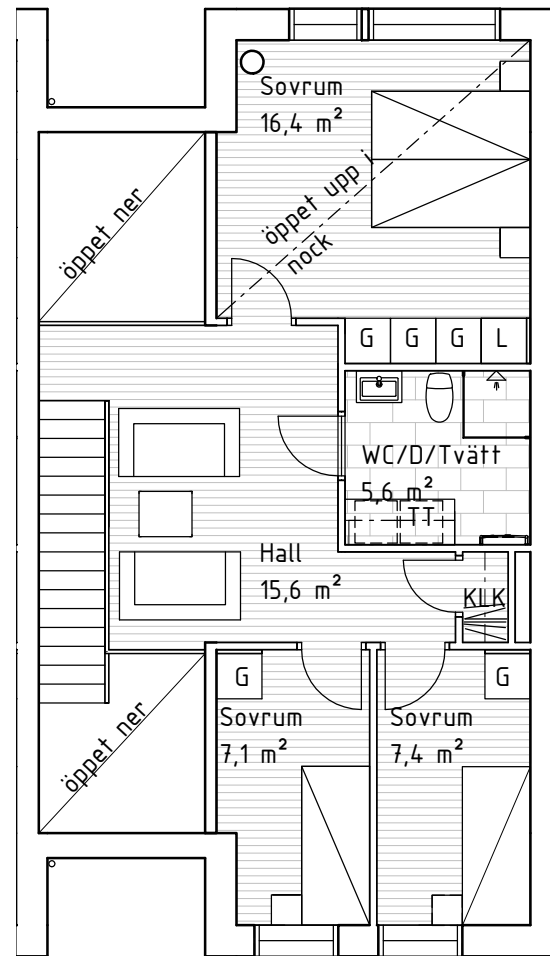 Sovrum
16,4 m²
öppet ner
öppet upp i
nock
G G G L
WC/D/Tvätt
5,6 m²
TT
Hall
15,6 m²
KLK
G
G
Sovrum
7,1 m²
Sovrum
7,4 m²
öppet ner